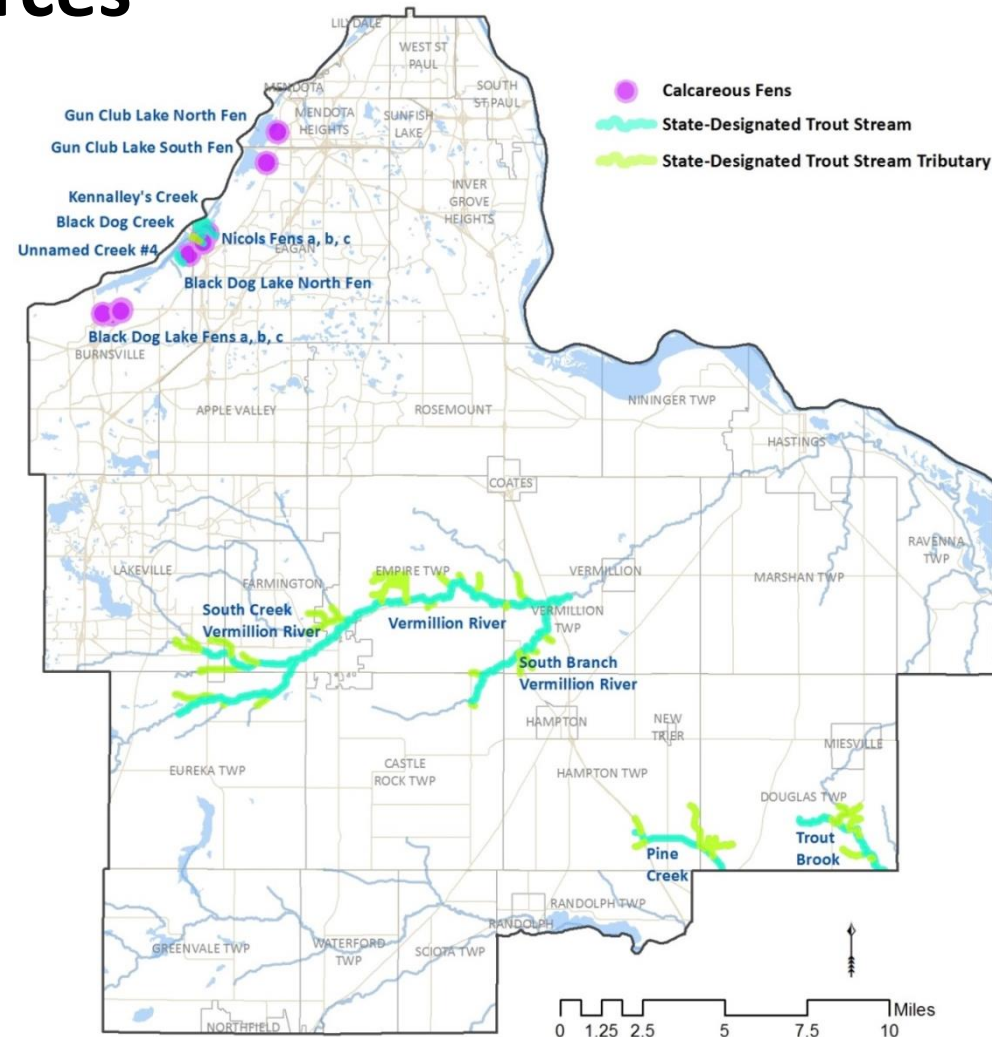 LILYDALE
WEST ST
PAUL
MENDOTA
SOUTH
ST PAUL
Calcareous Fens
Gun Club Lake North Fen
MENDOTA
HEIGHTS
SUNFISH
LAKE
State-Designated Trout Stream
Gun Club Lake South Fen
State-Designated Trout Stream Tributary
Kennalley's Creek
INVER
GROVE
HEIGHTS
Black Dog Creek
Nicols Fens a, b, c
Unnamed Creek #4
EAGAN
Black Dog Lake North Fen
Black Dog Lake Fens a, b, c
BURNSVILLE
NININGER TWP
APPLE VALLEY
ROSEMOUNT
HASTINGS
COATES
RAVENNA
TWP
LAKEVILLE
FARMINGTON
EMPIRE TWP
VERMILLION
MARSHAN TWP
South Creek
Vermillion River
Vermillion River
VERMILLION
TWP
South Branch
Vermillion River
HAMPTON
NEW
TRIER
MIESVILLE
EUREKA TWP
CASTLE
ROCK TWP
HAMPTON TWP
DOUGLAS TWP
Pine
Creek
Trout
Brook
RANDOLPH TWP
RANDOLPH
GREENVALE TWP
WATERFORD
TWP
SCIOTA TWP
NORTHFIELD
Miles
0 1.25 2.5 5 7.5 10